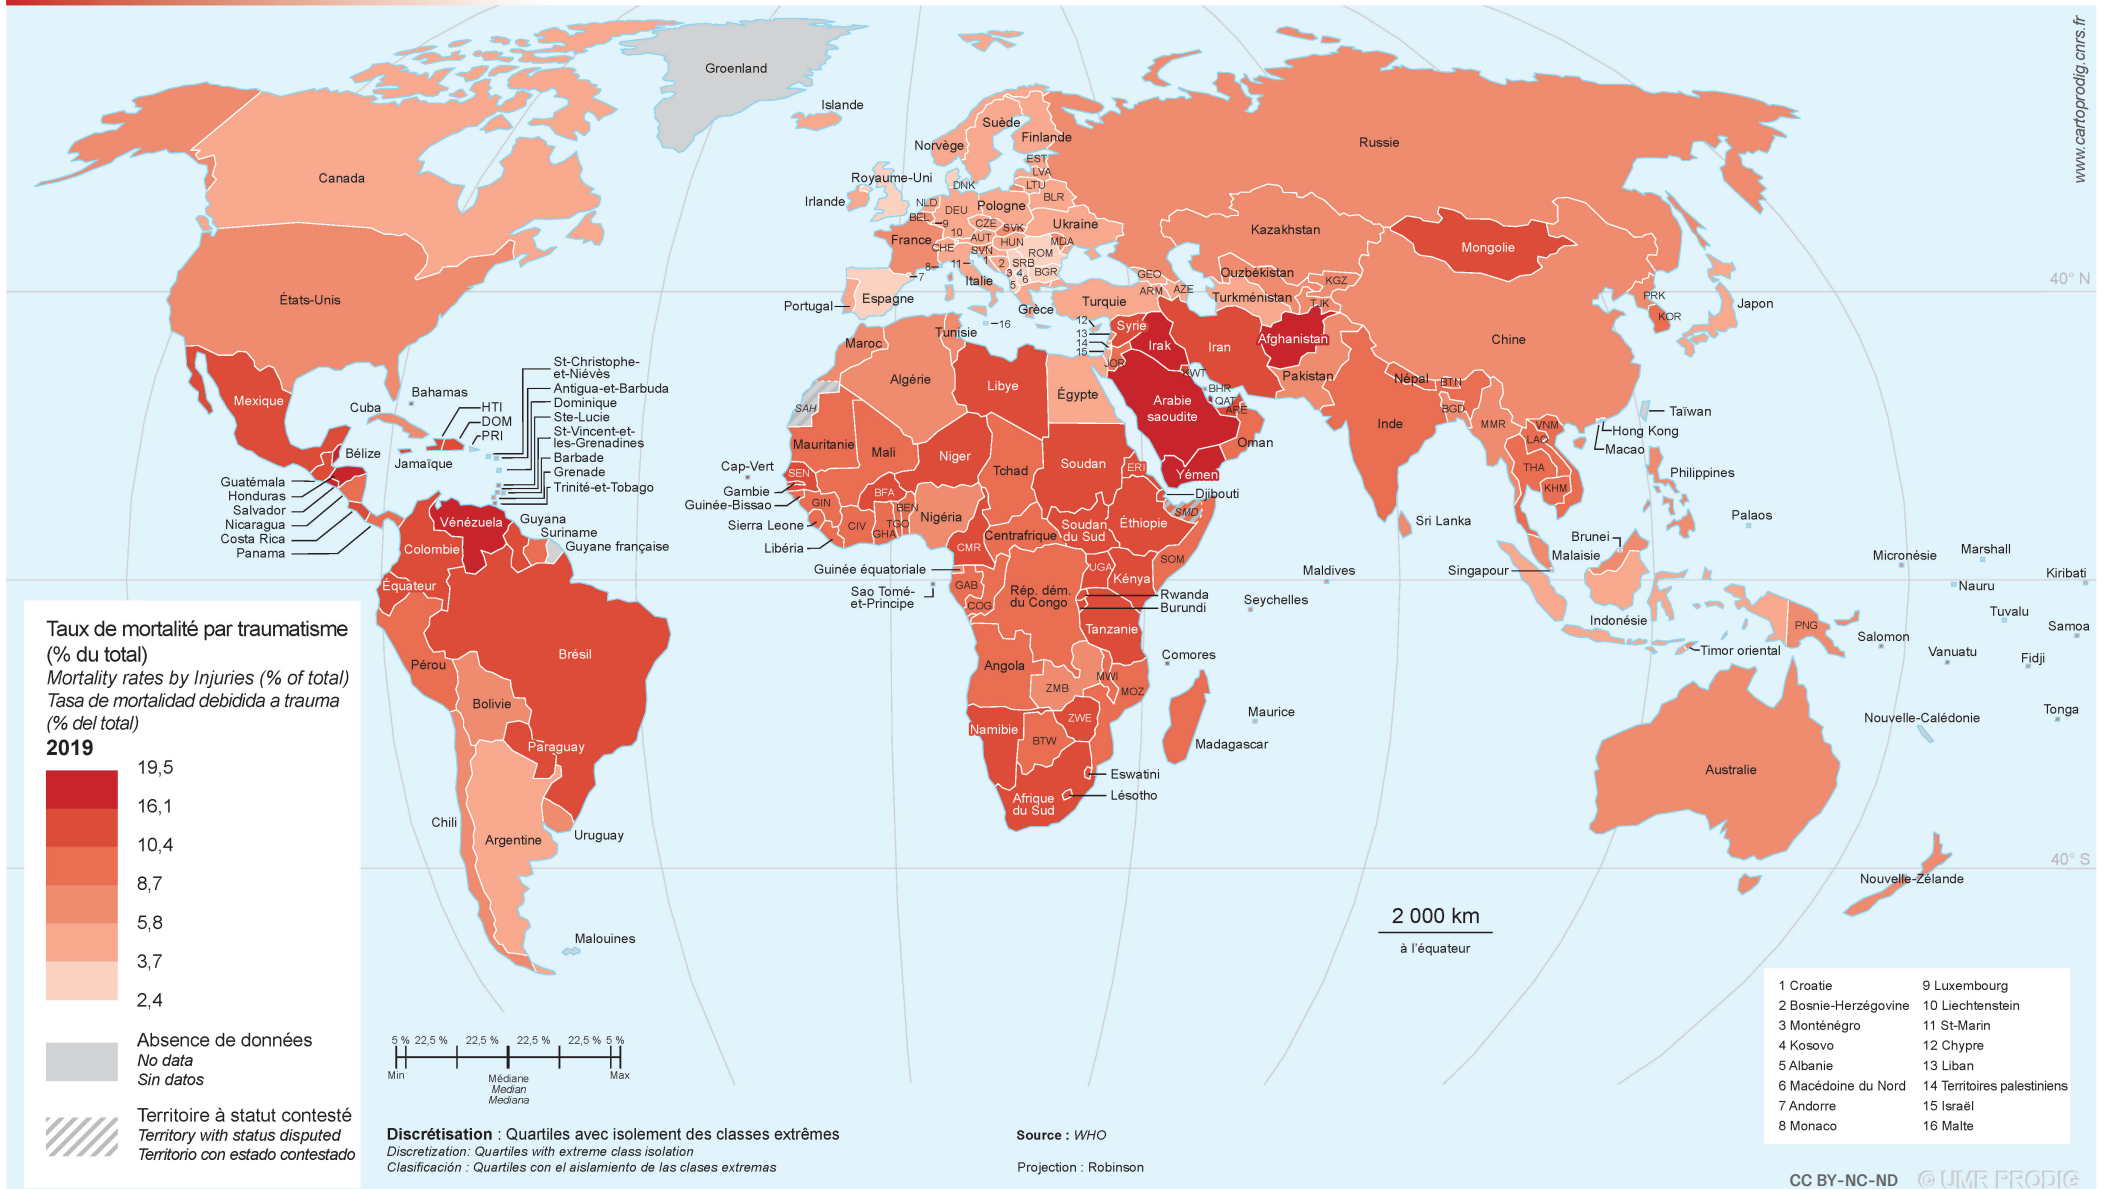 www.cartoprodig.cnrs.fr
Groenland
Islande
Suède
Finlande
Norvège
Russie
Canada
Royaume-Uni
Irlande
EST
LVA
LTU
DNK
BLR
NLD
DEU
Pologne
BEL
9
CZE
SVK
Ukraine
10
AUT
HUN
MDA
France
CHE
SVN
ROM
1
2
SRB
8
11
3
4
BGR
7
Italie
5
6
Espagne
Portugal
Grèce
Turquie
GEO
ARM
AZE
Kazakhstan
Mongolie
Ouzbékistan
KGZ
Turkménistan
TJK
PRK
KOR
Japon
40° N
États-Unis
16
Tunisie
12
13
14
15
Syrie
Irak
Iran
Afghanistan
Chine
Maroc
JOR
KWT
Pakistan
Népal
BTN
Algérie
Libye
Égypte
BHR
QAT
ARE
Arabie
saoudite
BGD
SAH
Mexique
Cuba
Bahamas
HTI
DOM
PRI
St-Christophe-
et-Niévès
Antigua-et-Barbuda
Dominique
Ste-Lucie
St-Vincent-et-
les-Grenadines
Barbade
Grenade
Trinité-et-Tobago
Bélize
Jamaïque
Guatémala
Honduras
Salvador
Nicaragua
Costa Rica
Panama
Inde
MMR
VNM
LAO
THA
KHM
Taïwan
Hong Kong
Macao
Philippines
Oman
Mauritanie
Mali
Niger
Tchad
Soudan
ERI
Yémen
Cap-Vert
SEN
Gambie
Guinée-Bissao
Djibouti
SMD
BFA
BEN
GIN
Sierra Leone
CIV
TGO
GHA
Nigéria
Libéria
Soudan
du Sud
Éthiopie
Centrafrique
CMR
SOM
Sri Lanka
Brunei
Malaisie
Palaos
Micronésie
Marshall
Kiribati
Nauru
Singapour
Maldives
Guinée équatoriale
Sao Tomé-
et-Principe
GAB
COG
Rép. dém.
du Congo
UGA
Kénya
Rwanda
Burundi
Seychelles
Tanzanie
Indonésie
PNG
Tuvalu
Samoa
Salomon
Timor oriental
Vanuatu
Fidji
Vénézuela
Guyana
Suriname
Guyane française
Colombie
Équateur
Brésil
Pérou
Bolivie
Paraguay
Chili
Argentine
Uruguay
Malouines
Angola
Comores
ZMB
MWI
MOZ
Namibie
ZWE
BTW
Maurice
Madagascar
Eswatini
Lésotho
Afrique
du Sud
Nouvelle-Calédonie
Tonga
Australie
40° S
Nouvelle-Zélande
2 000 km
à l'équateur
Taux de mortalité par traumatisme
(% du total)
Mortality rates by Injuries (% of total)
Tasa de mortalidad debidida a trauma
(% del total)
2019
19,5
16,1
10,4
8,7
5,8
3,7
2,4
Absence de données
No data
Sin datos
Territoire à statut contesté
Territory with status disputed
Territorio con estado contestado
5 % 22,5 % 22,5 % 22,5 % 22,5 % 5 %
Min Max
Médiane
Median
Mediana
Discrétisation : Quartiles avec isolement des classes extrêmes
Discretization: Quartiles with extreme class isolation
Clasificación : Quartiles con el aislamiento de las clases extremas
Source : WHO
Projection : Robinson
1 Croatie
2 Bosnie-Herzégovine
3 Monténégro
4 Kosovo
5 Albanie
6 Macédoine du Nord
7 Andorre
8 Monaco
9 Luxembourg
10 Liechtenstein
11 St-Marin
12 Chypre
13 Liban
14 Territoires palestiniens
15 Israël
16 Malte
CC BY-NC-ND © UMR PRODIG